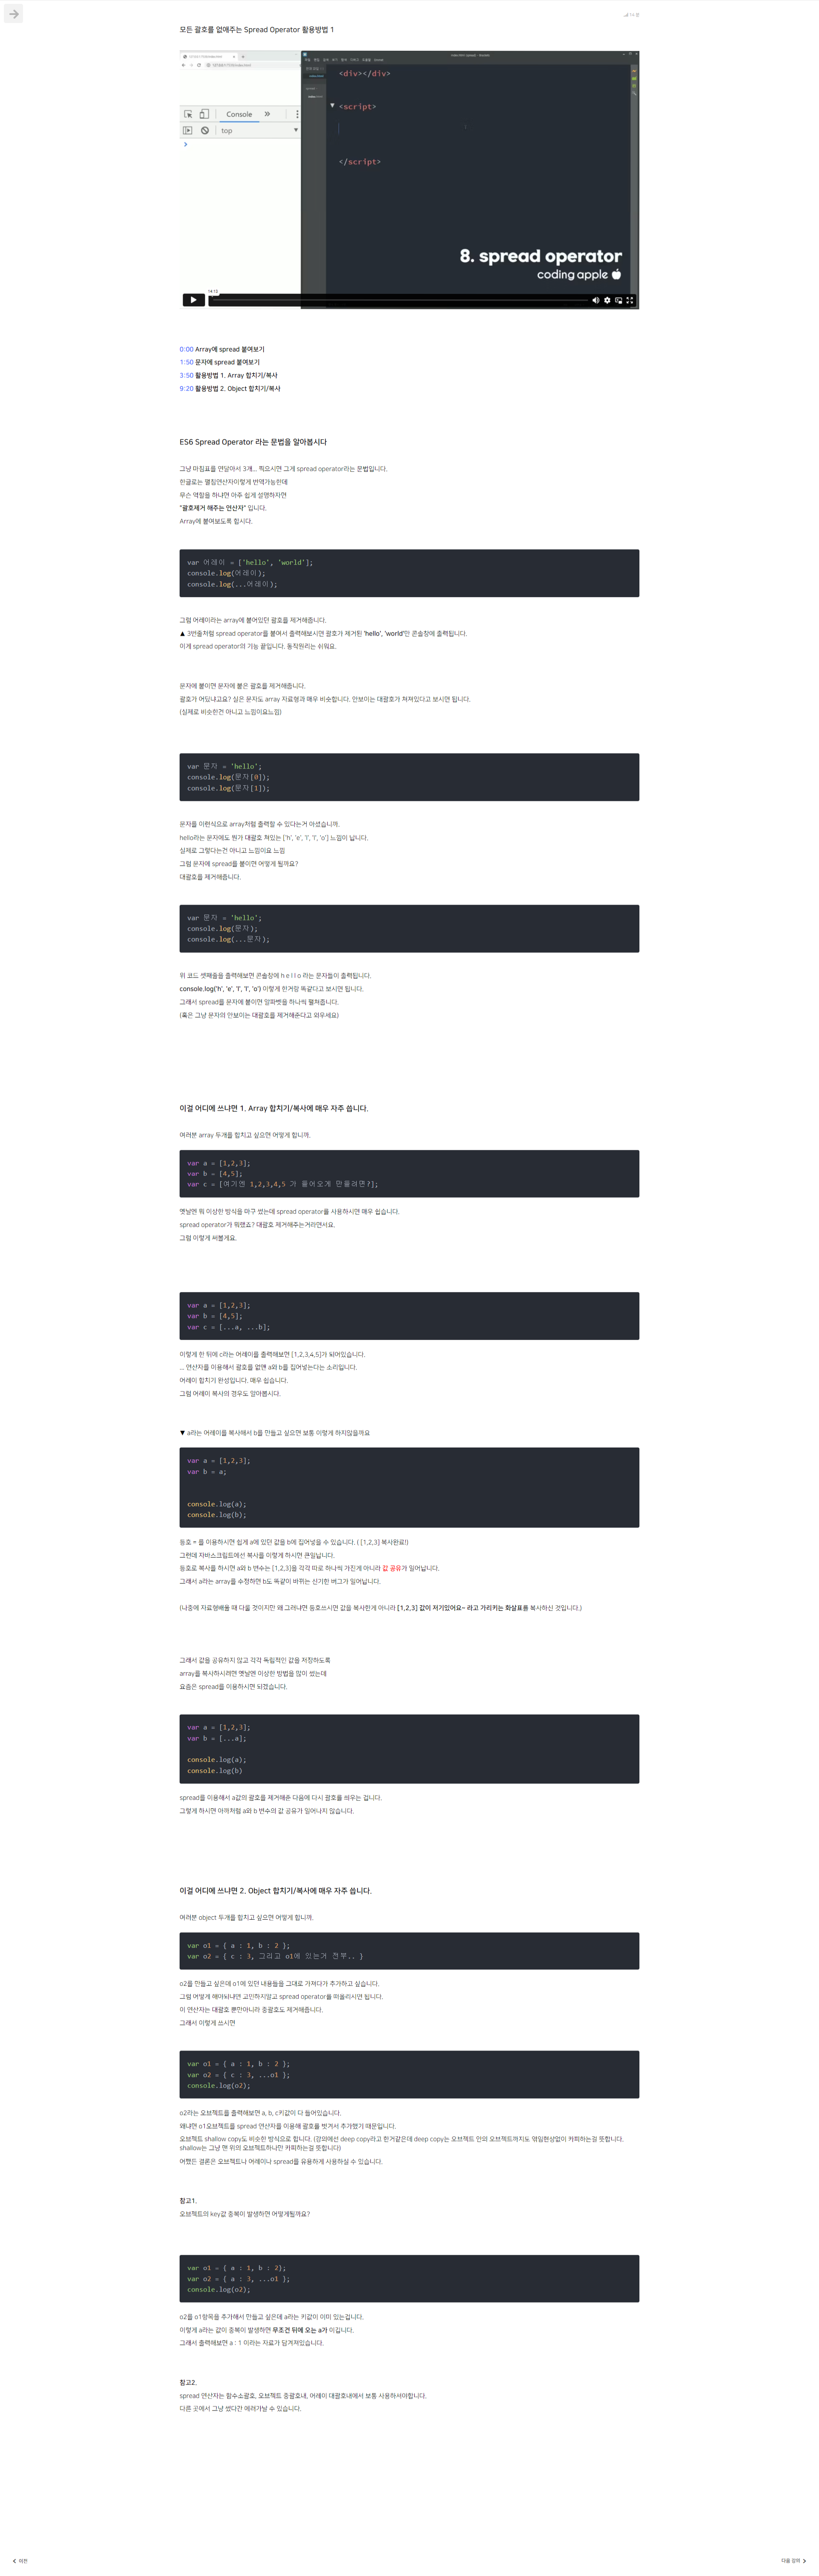 모든 괄호를 없애주는 Spread Operator 활용방법 1
Console
top
<div></div>
<script>
</script>
8. spread operator
coding apple
14:12
0:00 Array에 spread 붙여보기
1:50 문자에 spread 붙여보기
3:50 활용방법 1. Array 합치기/복사
9:20 활용방법 2. Object 합치기/복사
ES6 Spread Operator 라는 문법을 알아봅시다
그냥 마침표를 연달아서 3개... 찍으시면 그게 spread operator라는 문법입니다.
한글로는 펼침연산자이렇게 번역가능한데
무슨 역할을 하냐면 아주 쉽게 설명하자면
"괄호제거 해주는 연산자" 입니다.
Array에 붙여보도록 합시다.
var 어레이 = ['hello', 'world'];
console.log(어레이);
console.log(...어레이);
그럼 어레이라는 array에 붙어있던 괄호를 제거해줍니다.
▲ 3번줄처럼 spread operator를 붙여서 출력해보시면 괄호가 제거된 'hello', 'world'만 콘솔창에 출력됩니다.
이게 spread operator의 기능 끝입니다. 동작원리는 쉬워요.
문자에 붙이면 문자에 붙은 괄호를 제거해줍니다.
괄호가 어딨냐고요? 실은 문자도 array 자료형과 매우 비슷합니다. 안보이는 대괄호가 쳐져있다고 보시면 됩니다.
(실제로 비슷한건 아니고 느낌이요느낌)
var 문자 = 'hello';
console.log(문자[0]);
console.log(문자[1]);
문자를 이런식으로 array처럼 출력할 수 있다는거 아셨습니까.
hello라는 문자에도 뭔가 대괄호 쳐있는 ['h', 'e', 'l', 'l', 'o'] 느낌이 납니다.
실제로 그렇다는건 아니고 느낌이요 느낌
그럼 문자에 spread를 붙이면 어떻게 될까요?
대괄호를 제거해줍니다.
var 문자 = 'hello';
console.log(문자);
console.log(...문자);
위 코드 셋째줄을 출력해보면 콘솔창에 h e l l o 라는 문자들이 출력됩니다.
console.log('h', 'e', 'l', 'l', 'o') 이렇게 한거랑 똑같다고 보시면 됩니다.
그래서 spread를 문자에 붙이면 알파벳을 하나씩 펼쳐줍니다.
(혹은 그냥 문자의 안보이는 대괄호를 제거해준다고 외우세요)
이걸 어디에 쓰냐면 1. Array 합치기/복사에 매우 자주 씁니다.
여러분 array 두개를 합치고 싶으면 어떻게 합니까.
var a = [1,2,3];
var b = [4,5];
var c = [여기엔 1,2,3,4,5 가 들어오게 만들려면?];
옛날엔 뭐 이상한 방식을 마구 썼는데 spread operator를 사용하시면 매우 쉽습니다.
spread operator가 뭐랬죠? 대괄호 제거해주는거라면서요.
그럼 이렇게 써볼게요.
var a = [1,2,3];
var b = [4,5];
var c = [...a, ...b];
이렇게 한 뒤에 c라는 어레이를 출력해보면 [1,2,3,4,5]가 되어있습니다.
... 연산자를 이용해서 괄호를 없앤 a와 b를 집어넣는다는 소리입니다.
어레이 합치기 완성입니다. 매우 쉽습니다.
그럼 어레이 복사의 경우도 알아봅시다.
▼ a라는 어레이를 복사해서 b를 만들고 싶으면 보통 이렇게 하지않을까요
var a = [1,2,3];
var b = a;
console.log(a);
console.log(b);
등호 = 를 이용하시면 쉽게 a에 있던 값을 b에 집어넣을 수 있습니다. ( [1,2,3] 복사완료!)
그런데 자바스크립트에선 복사를 이렇게 하시면 큰일납니다.
등호로 복사를 하시면 a와 b 변수는 [1,2,3]을 각각 따로 하나씩 가진게 아니라 값 공유가 일어납니다.
그래서 a라는 array를 수정하면 b도 똑같이 바뀌는 신기한 버그가 일어납니다.
(나중에 자료형배울 때 다룰 것이지만 왜 그러냐면 등호쓰시면 값을 복사한게 아니라 [1,2,3] 값이 저기있어요~ 라고 가리키는 화살표를 복사하신 것입니다.)
그래서 값을 공유하지 않고 각각 독립적인 값을 저장하도록
array를 복사하시려면 옛날엔 이상한 방법을 많이 썼는데
요즘은 spread를 이용하시면 되겠습니다.
var a = [1,2,3];
var b = [...a];
console.log(a);
console.log(b)
spread를 이용해서 a값의 괄호를 제거해준 다음에 다시 괄호를 씌우는 겁니다.
그렇게 하시면 아까처럼 a와 b 변수의 값 공유가 일어나지 않습니다.
이걸 어디에 쓰냐면 2. Object 합치기/복사에 매우 자주 씁니다.
여러분 object 두개를 합치고 싶으면 어떻게 합니까.
var o1 = { a : 1, b : 2 };
var o2 = { c : 3, 그리고 o1에 있는거 전부.. }
o2를 만들고 싶은데 o1에 있던 내용들을 그대로 가져다가 추가하고 싶습니다.
그럼 어떻게 해야되냐면 고민하지말고 spread operator를 떠올리시면 됩니다.
이 연산자는 대괄호 뿐만아니라 중괄호도 제거해줍니다.
그래서 이렇게 쓰시면
var o1 = { a : 1, b : 2 };
var o2 = { c : 3, ...o1 };
console.log(o2);
o2라는 오브젝트를 출력해보면 a, b, c키값이 다 들어있습니다.
왜냐면 o1오브젝트를 spread 연산자를 이용해 괄호를 벗겨서 추가했기 때문입니다.
오브젝트 shallow copy도 비슷한 방식으로 합니다. (강의에선 deep copy라고 한거같은데 deep copy는 오브젝트 안의 오브젝트까지도 엮임현상없이 카피하는걸 뜻합니다.
shallow는 그냥 맨 위의 오브젝트하나만 카피하는걸 뜻합니다)
어쨌든 결론은 오브젝트나 어레이나 spread를 유용하게 사용하실 수 있습니다.
참고1.
오브젝트의 key값 중복이 발생하면 어떻게될까요?
var o1 = { a : 1, b : 2};
var o2 = { a : 3, ...o1 };
console.log(o2);
o2를 o1항목을 추가해서 만들고 싶은데 a라는 키값이 이미 있는겁니다.
이렇게 a라는 값이 중복이 발생하면 무조건 뒤에 오는 a가 이깁니다.
그래서 출력해보면 a : 1 이라는 자료가 담겨져있습니다.
참고2.
spread 연산자는 함수소괄호, 오브젝트 중괄호내, 어레이 대괄호내에서 보통 사용하셔야합니다.
다른 곳에서 그냥 썼다간 에러가날 수 있습니다.
이전
다음 강의